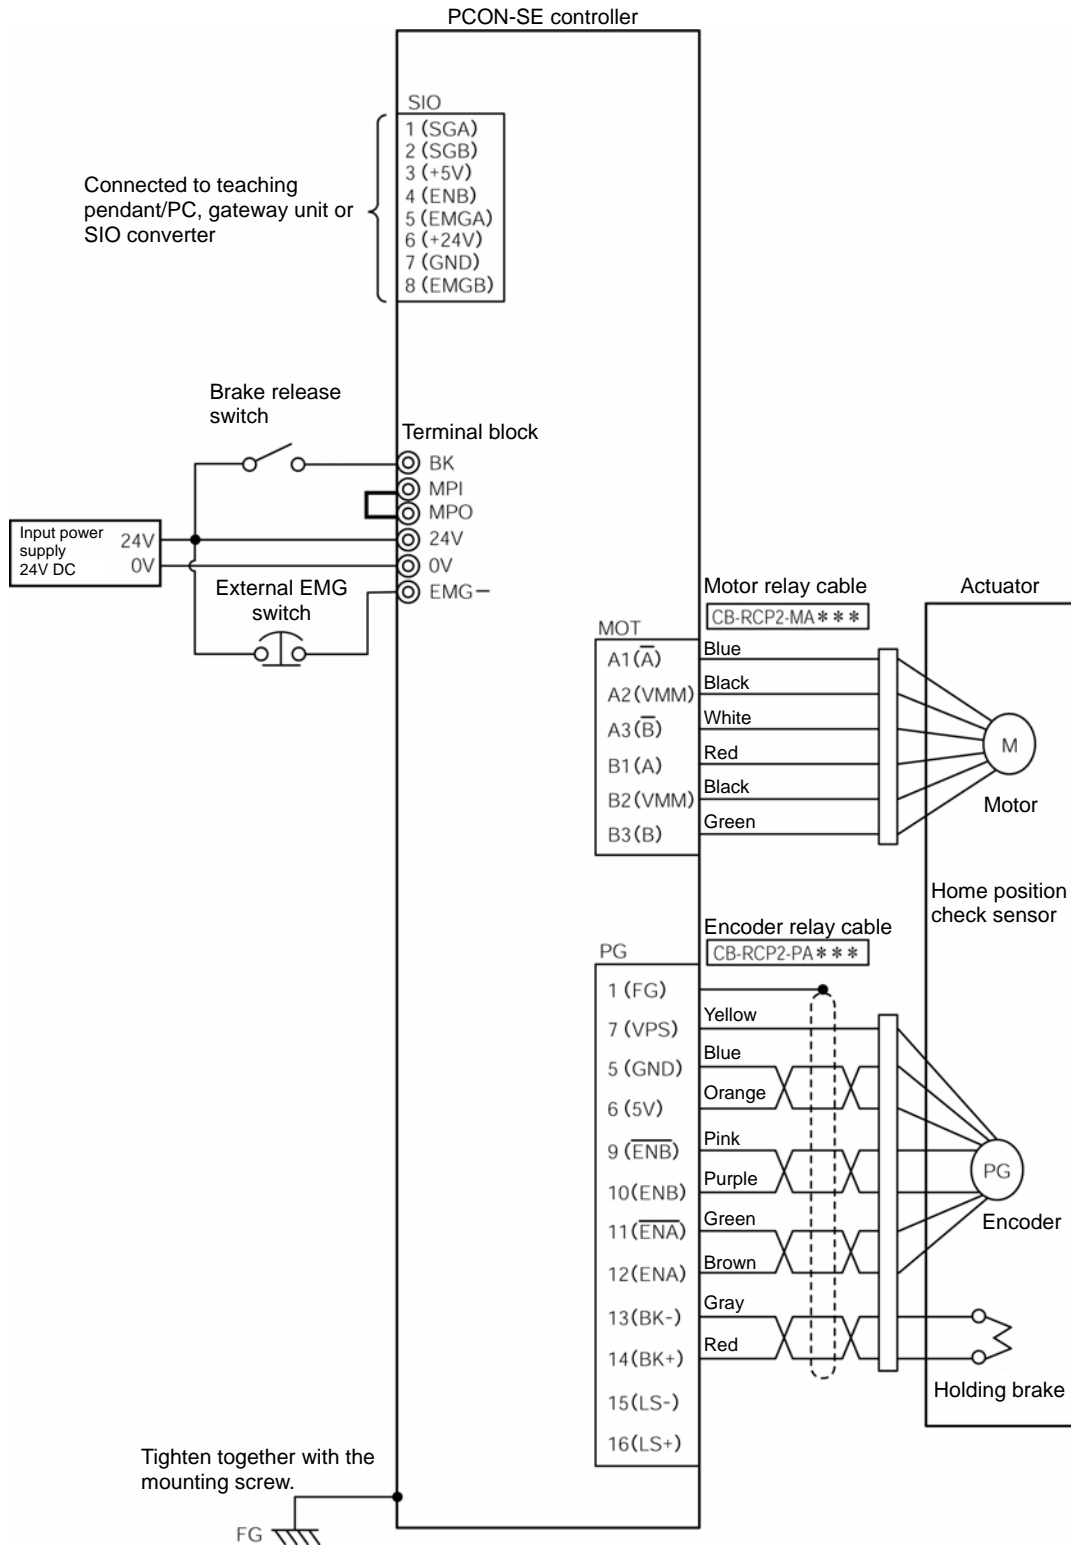 PCON-SE controller
SIO
1 (SGA)
2 (SGB)
3 (+5V)
4 (ENB)
5 (EMGA)
6 (+24V)
7 (GND)
8 (EMGB)
Connected to teaching
pendant/PC, gateway unit or
SIO converter
Brake release
switch
Terminal block
BK
MPI
MPO
24V
0V
EMG−
Input power
supply
24V DC
24V
0V
External EMG
switch
Motor relay cable
CB-RCP2-MA＊＊＊
Actuator
MOT
A1(A̅)
A2(VMM)
A3(B̅)
B1(A)
B2(VMM)
B3(B)
Blue
Black
White
Red
Black
Green
M
Motor
Home position
check sensor
Encoder relay cable
CB-RCP2-PA＊＊＊
PG
1 (FG)
7 (VPS)
5 (GND)
6 (5V)
9 (E̅N̅B̅)
10(ENB)
11(E̅N̅A̅)
12(ENA)
13(BK-)
14(BK+)
15(LS-)
16(LS+)
Yellow
Blue
Orange
Pink
Purple
Green
Brown
Gray
Red
PG
Encoder
Holding brake
Tighten together with the
mounting screw.
FG